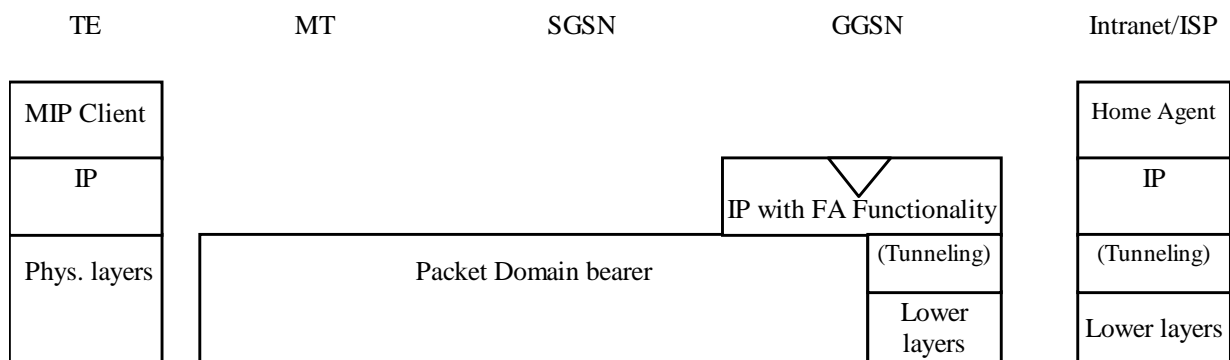 TE MT SGSN GGSN Intranet/ISP
MIP Client Home Agent
IP IP
IP with FA Functionality
Phys. layers Packet Domain bearer (Tunneling) (Tunneling)
Lower layers Lower layers